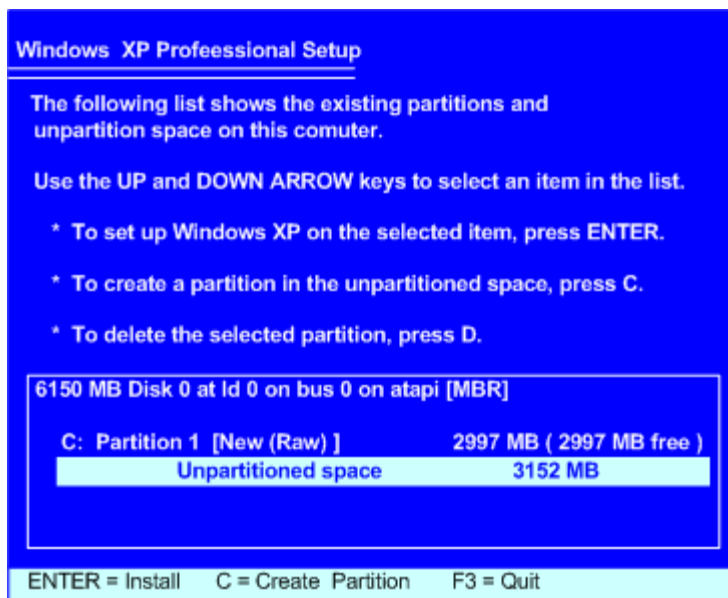 Windows XP Profeessional Setup
The following list shows the existing partitions and
unpartition space on this comuter.
Use the UP and DOWN ARROW keys to select an item in the list.
* To set up Windows XP on the selected item, press ENTER.
* To create a partition in the unpartitioned space, press C.
* To delete the selected partition, press D.
6150 MB Disk 0 at Id 0 on bus 0 on atapi [MBR]
C: Partition 1 [New (Raw) ] 2997 MB ( 2997 MB free )
Unpartitioned space 3152 MB
ENTER = Install C = Create Partition F3 = Quit